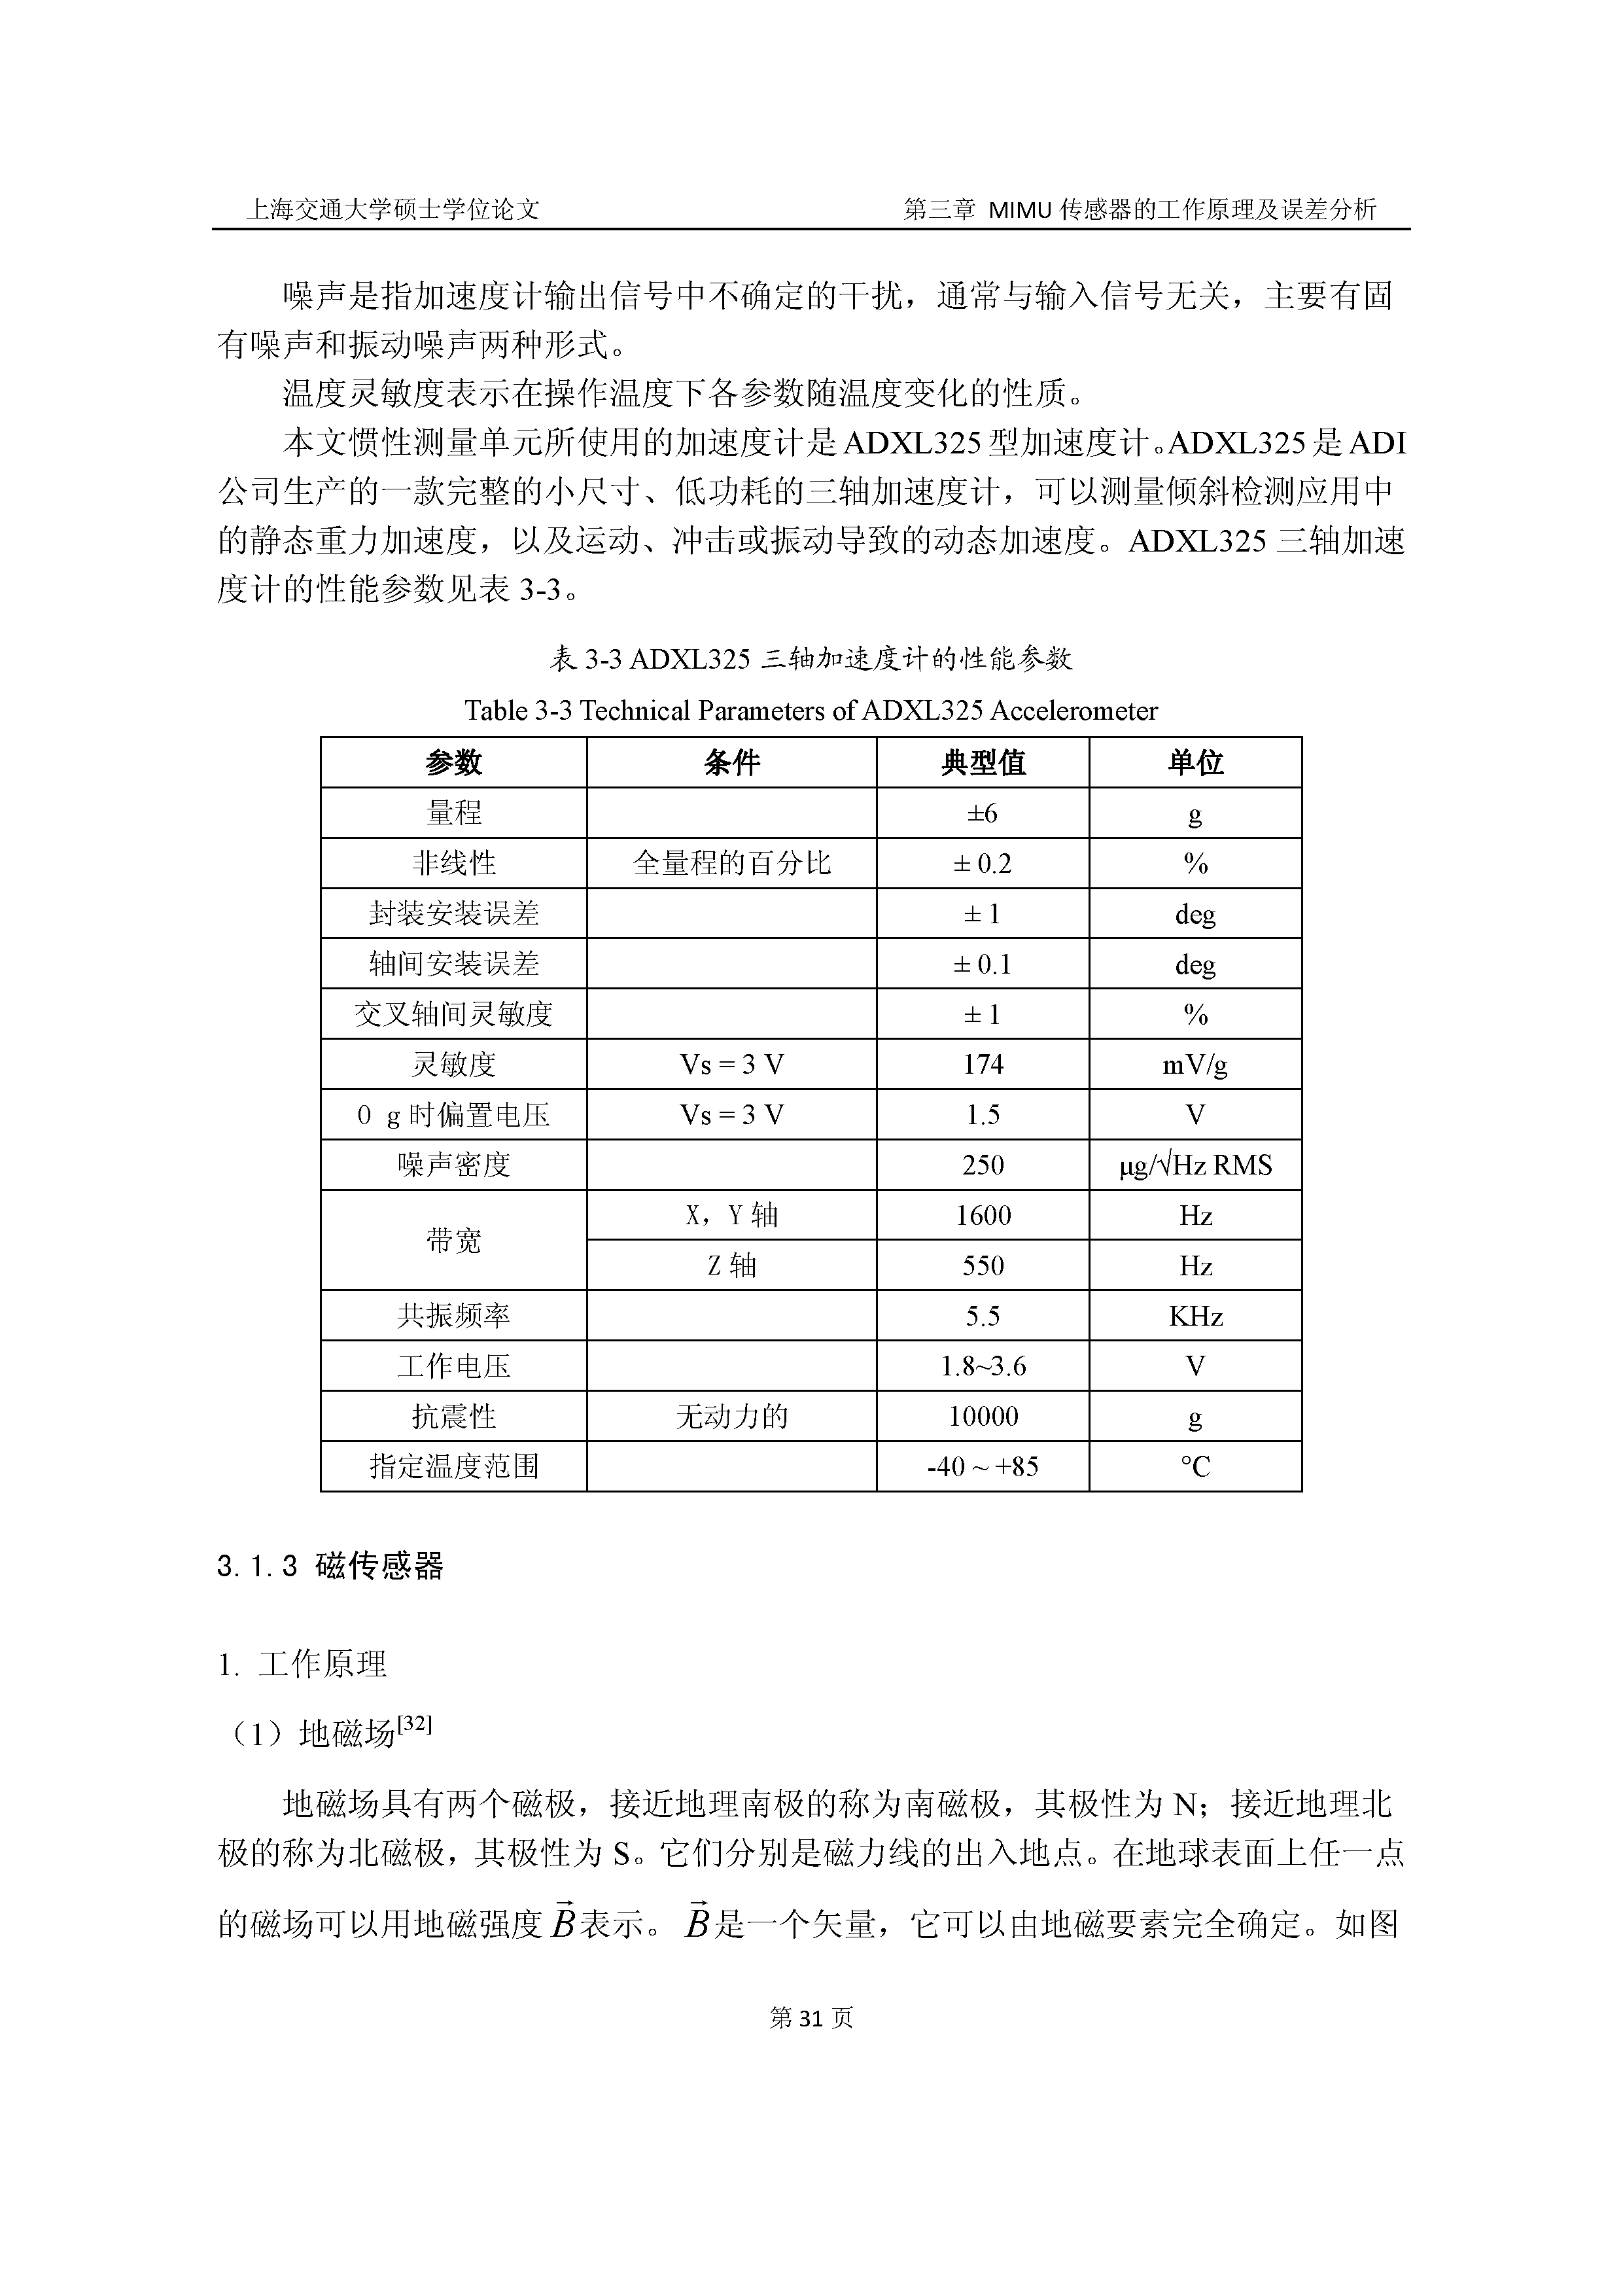 上海交通大学硕士学位论文 第三章 MIMU 传感器的工作原理及误差分析
噪声是指加速度计输出信号中不确定的干扰，通常与输入信号无关，主要有固
有噪声和振动噪声两种形式。
温度灵敏度表示在操作温度下各参数随温度变化的性质。
本文惯性测量单元所使用的加速度计是 ADXL325 型加速度计。ADXL325 是 ADI
公司生产的一款完整的小尺寸、低功耗的三轴加速度计，可以测量倾斜检测应用中
的静态重力加速度，以及运动、冲击或振动导致的动态加速度。ADXL325 三轴加速
度计的性能参数见表 3-3。
表 3-3 ADXL325 三轴加速度计的性能参数
Table 3-3 Technical Parameters of ADXL325 Accelerometer
参数 条件 典型值 单位
量程 ±6 g
非线性 全量程的百分比 ± 0.2 %
封装安装误差 ± 1 deg
轴间安装误差 ± 0.1 deg
交叉轴间灵敏度 ± 1 %
灵敏度 Vs = 3 V 174 mV/g
0 g 时偏置电压 Vs = 3 V 1.5 V
噪声密度 250 μg/√Hz RMS
带宽 X，Y 轴 1600 Hz
Z 轴 550 Hz
共振频率 5.5 KHz
工作电压 1.8~3.6 V
抗震性 无动力的 10000 g
指定温度范围 -40 ~ +85 ℃
3.1.3 磁传感器
1. 工作原理
（1）地磁场[32]
地磁场具有两个磁极，接近地理南极的称为南磁极，其极性为 N；接近地理北
极的称为北磁极，其极性为 S。它们分别是磁力线的出入地点。在地球表面上任一点
的磁场可以用地磁强度 B⃗ 表示。 B⃗ 是一个矢量，它可以由地磁要素完全确定。如图
第 31 页